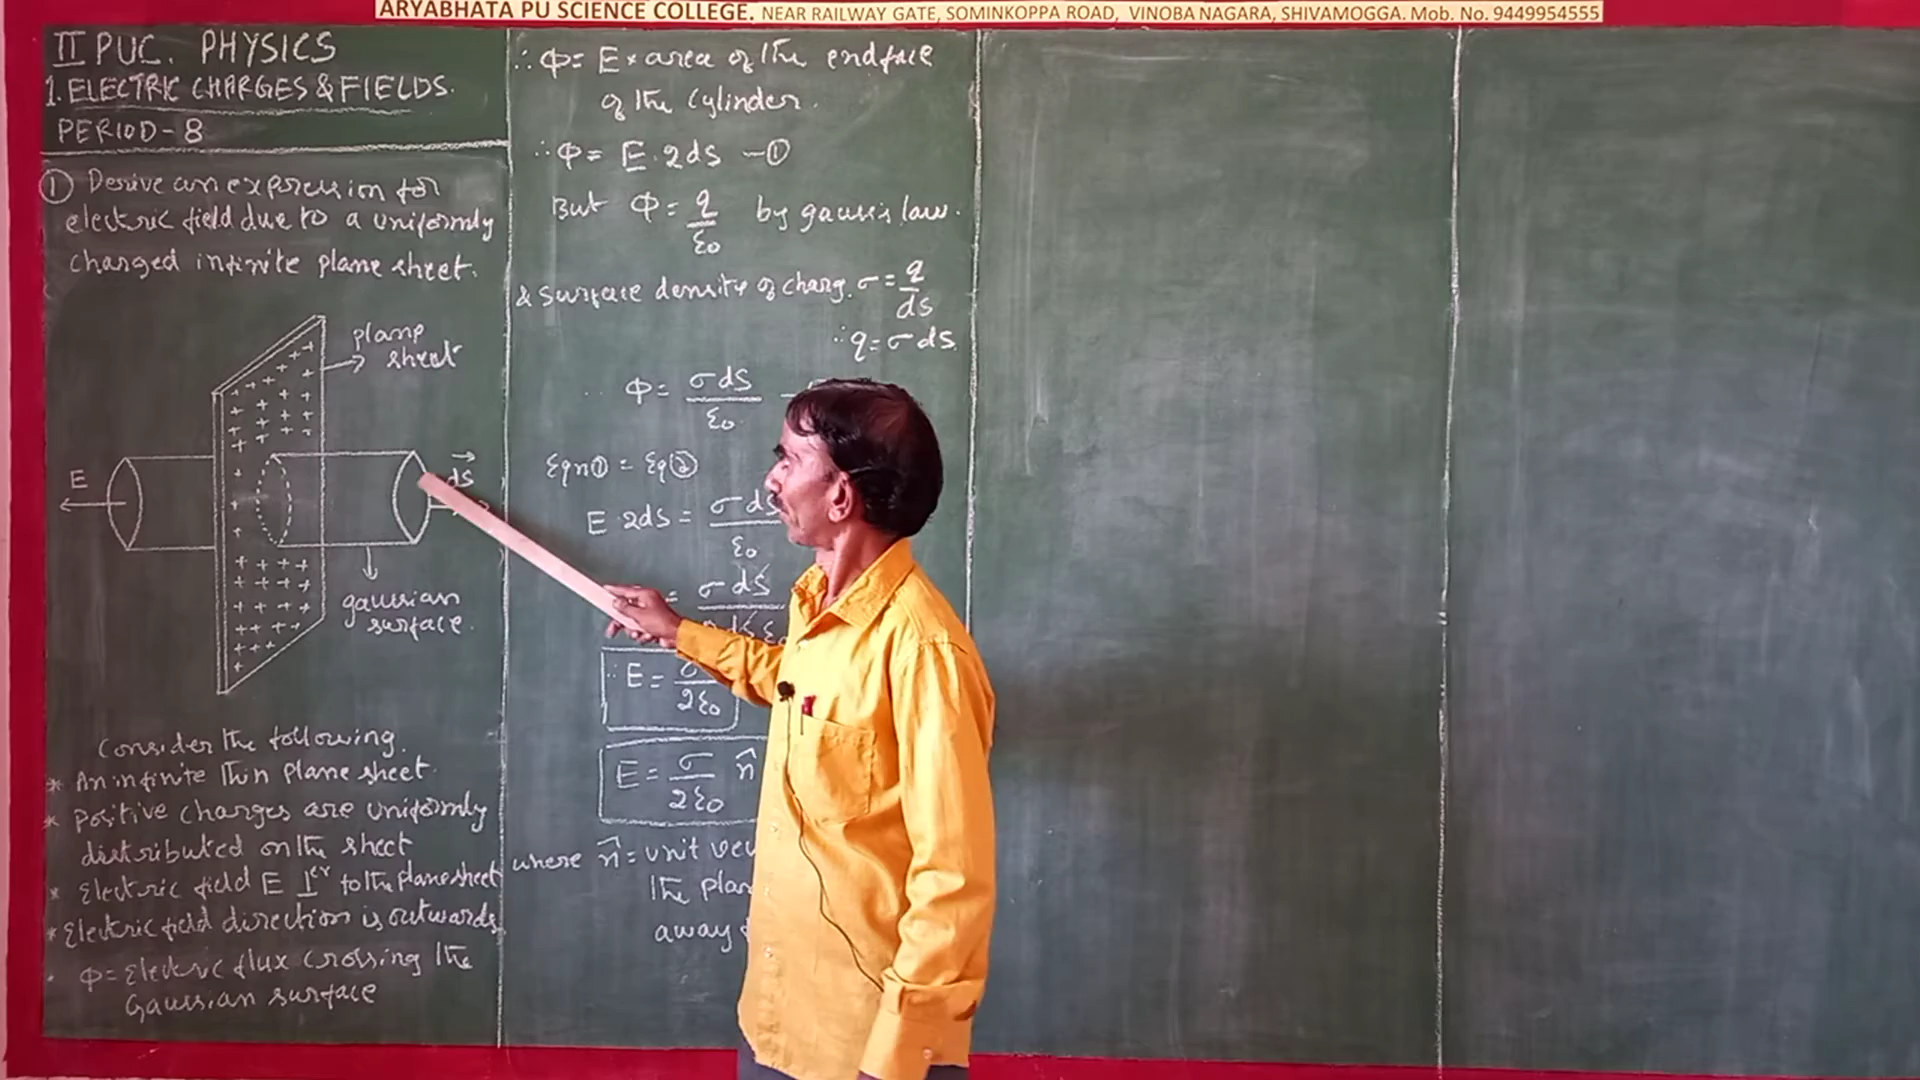 ARYABHATA PU SCIENCE COLLEGE. NEAR RAILWAY GATE, SOMINKOPPA ROAD, VINOBA NAGARA, SHIVAMOGGA. Mob. No. 9449954555
II PUC. PHYSICS
1. ELECTRIC CHARGES & FIELDS.
PERIOD-8
① Derive an expression for
electric field due to a uniformly
charged infinite plane sheet.
plane
sheet
E
ds
gaussian
surface.
Consider the following.
* An infinite thin plane sheet.
* Positive charges are uniformly
distributed on the sheet
* Electric field E ⊥er to the plane sheet
* Electric field direction is outwards
. Φ = Electric flux crossing the
Gaussian surface
∴ Φ = E × area of the end face
of the cylinder.
∴ Φ = E · 2ds —①
But Φ = q/ε₀ by gauss's law.
& Surface density of charg. σ = q/ds
∴ q = σ ds
Φ = σ ds/ε₀
Eqn① = Eq②
E · 2ds = σ ds/ε₀
= σ ds
∴ E = σ/2ε₀
E = σ/2ε₀ n̂
where n̂ = unit
the
away